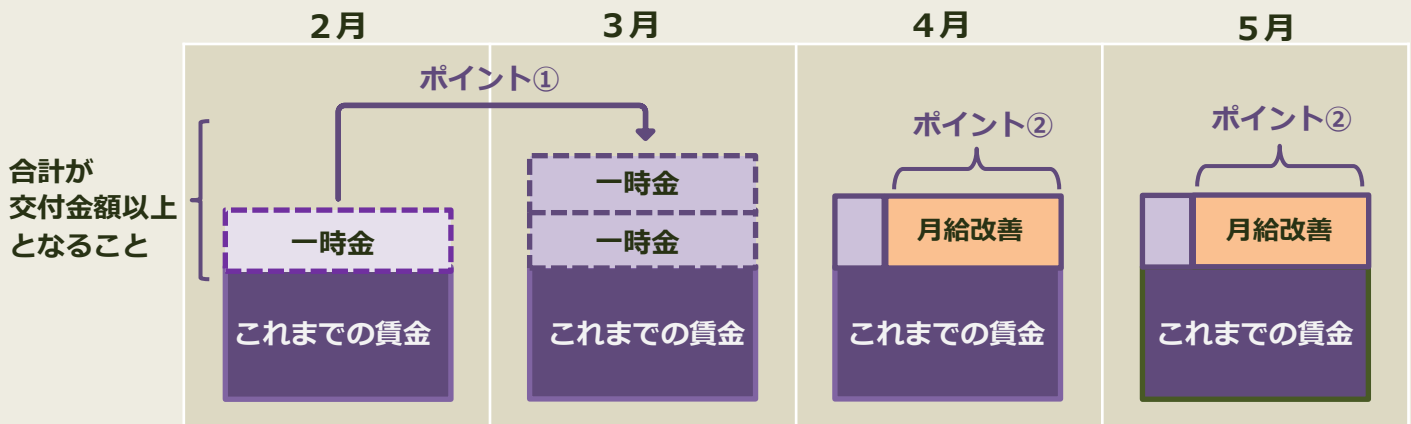 2月
3月
4月
5月
ポイント①
ポイント②
ポイント②
合計が
交付金額以上
となること
一時金
一時金
一時金
月給改善
月給改善
これまでの賃金
これまでの賃金
これまでの賃金
これまでの賃金